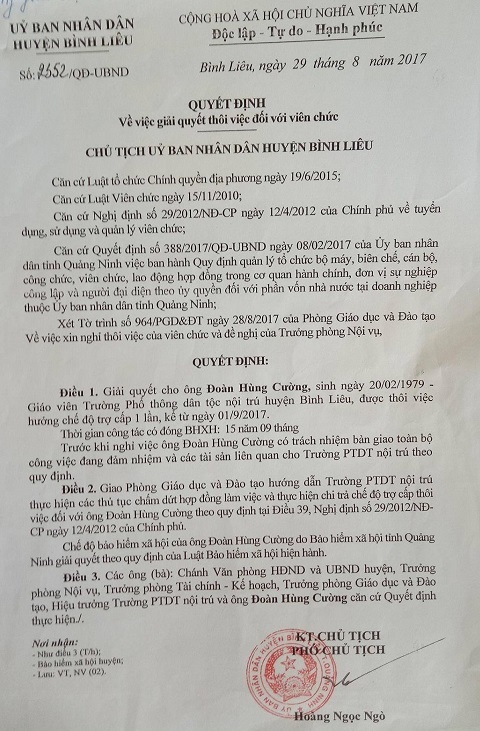 UỶ BAN NHÂN DÂN
HUYỆN BÌNH LIÊU
CỘNG HOÀ XÃ HỘI CHỦ NGHĨA VIỆT NAM
Độc lập - Tự do - Hạnh phúc
Số: 2552/QĐ-UBND
Bình Liêu, ngày 29 tháng 8 năm 2017
QUYẾT ĐỊNH
Về việc giải quyết thôi việc đối với viên chức
CHỦ TỊCH UỶ BAN NHÂN DÂN HUYỆN BÌNH LIÊU
Căn cứ Luật tổ chức Chính quyền địa phương ngày 19/6/2015;
Căn cứ Luật Viên chức ngày 15/11/2010;
Căn cứ Nghị định số 29/2012/NĐ-CP ngày 12/4/2012 của Chính phủ về tuyển
dụng, sử dụng và quản lý viên chức;
Căn cứ Quyết định số 388/2017/QĐ-UBND ngày 08/02/2017 của Ủy ban nhân
dân tỉnh Quảng Ninh việc ban hành Quy định quản lý tổ chức bộ máy, biên chế, cán bộ,
công chức, viên chức, lao động hợp đồng trong cơ quan hành chính, đơn vị sự nghiệp
công lập và người đại diện theo ủy quyền đối với phần vốn nhà nước tại doanh nghiệp
thuộc Ủy ban nhân dân tỉnh Quảng Ninh;
Xét Tờ trình số 964/PGD&ĐT ngày 28/8/2017 của Phòng Giáo dục và Đào tạo
Về việc xin nghỉ thôi việc của viên chức và đề nghị của Trưởng phòng Nội vụ,
QUYẾT ĐỊNH:
Điều 1. Giải quyết cho ông Đoàn Hùng Cường, sinh ngày 20/02/1979 -
Giáo viên Trường Phổ thông dân tộc nội trú huyện Bình Liêu, được thôi việc
hưởng chế độ trợ cấp 1 lần, kể từ ngày 01/9/2017.
Thời gian công tác có đóng BHXH: 15 năm 09 tháng
Trước khi nghỉ việc ông Đoàn Hùng Cường có trách nhiệm bàn giao toàn bộ
công việc đang đảm nhiệm và các tài sản liên quan cho Trường PTDT nội trú theo
quy định.
Điều 2. Giao Phòng Giáo dục và Đào tạo hướng dẫn Trường PTDT nội trú
thực hiện các thủ tục chấm dứt hợp đồng làm việc và thực hiện chi trả chế độ trợ cấp thôi
việc đối với ông Đoàn Hùng Cường theo quy định tại Điều 39, Nghị định số 29/2012/NĐ-
CP ngày 12/4/2012 của Chính phủ.
Chế độ bảo hiểm xã hội của ông Đoàn Hùng Cường do Bảo hiểm xã hội tỉnh Quảng
Ninh giải quyết theo quy định của Luật Bảo hiểm xã hội hiện hành.
Điều 3. Các ông (bà): Chánh Văn phòng HĐND và UBND huyện, Trưởng
phòng Nội vụ, Trưởng phòng Tài chính - Kế hoạch, Trưởng phòng Giáo dục và Đào
tạo, Hiệu trưởng Trường PTDT nội trú và ông Đoàn Hùng Cường căn cứ Quyết định
thực hiện./.
Nơi nhận:
- Như điều 3 (T/h);
- Bảo hiểm xã hội huyện;
- Lưu: VT, NV (02).
KT.CHỦ TỊCH
PHÓ CHỦ TỊCH
Hoàng Ngọc Ngò